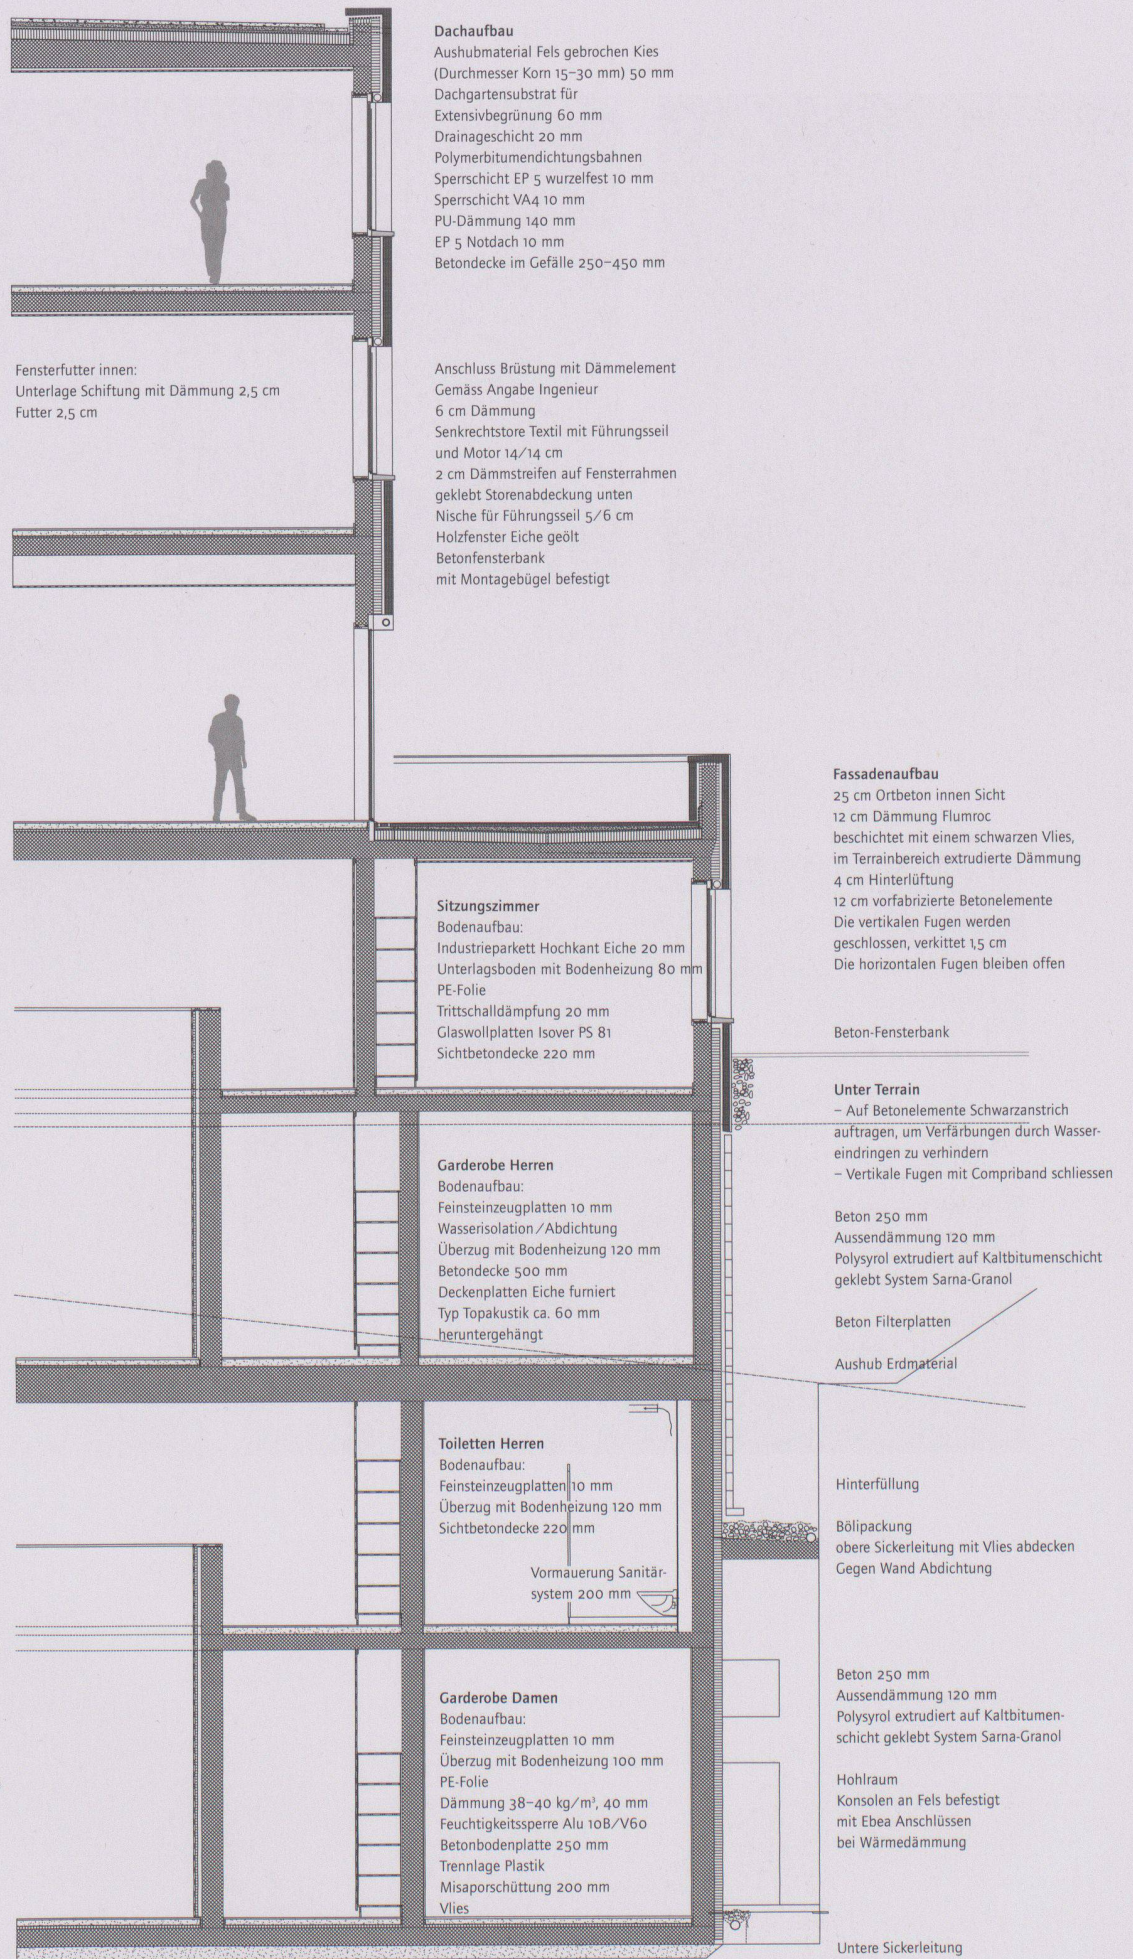 Dachaufbau
Aushubmaterial Fels gebrochen Kies
(Durchmesser Korn 15–30 mm) 50 mm
Dachgartensubstrat für
Extensivbegrünung 60 mm
Drainageschicht 20 mm
Polymerbitumendichtungsbahnen
Sperrschicht EP 5 wurzelfest 10 mm
Sperrschicht VA4 10 mm
PU-Dämmung 140 mm
EP 5 Notdach 10 mm
Betondecke im Gefälle 250–450 mm
Fensterfutter innen:
Unterlage Schiftung mit Dämmung 2,5 cm
Futter 2,5 cm
Anschluss Brüstung mit Dämmelement
Gemäss Angabe Ingenieur
6 cm Dämmung
Senkrechtstore Textil mit Führungsseil
und Motor 14/14 cm
2 cm Dämmstreifen auf Fensterrahmen
geklebt Storenabdeckung unten
Nische für Führungsseil 5/6 cm
Holzfenster Eiche geölt
Betonfensterbank
mit Montagebügel befestigt
Fassadenaufbau
25 cm Ortbeton innen Sicht
12 cm Dämmung Flumroc
beschichtet mit einem schwarzen Vlies,
im Terrainbereich extrudierte Dämmung
4 cm Hinterlüftung
12 cm vorfabrizierte Betonelemente
Die vertikalen Fugen werden
geschlossen, verkittet 1,5 cm
Die horizontalen Fugen bleiben offen
Beton-Fensterbank
Sitzungszimmer
Bodenaufbau:
Industrieparkett Hochkant Eiche 20 mm
Unterlagsboden mit Bodenheizung 80 mm
PE-Folie
Trittschalldämpfung 20 mm
Glaswollplatten Isover PS 81
Sichtbetondecke 220 mm
Unter Terrain
– Auf Betonelemente Schwarzanstrich
auftragen, um Verfärbungen durch Wasser-
eindringen zu verhindern
– Vertikale Fugen mit Compriband schliessen
Beton 250 mm
Aussendämmung 120 mm
Polysyrol extrudiert auf Kaltbitumenschicht
geklebt System Sarna-Granol
Beton Filterplatten
Aushub Erdmaterial
Garderobe Herren
Bodenaufbau:
Feinsteinzeugplatten 10 mm
Wasserisolation/Abdichtung
Überzug mit Bodenheizung 120 mm
Betondecke 500 mm
Deckenplatten Eiche furniert
Typ Topakustik ca. 60 mm
heruntergehängt
Toiletten Herren
Bodenaufbau:
Feinsteinzeugplatten 10 mm
Überzug mit Bodenheizung 120 mm
Sichtbetondecke 220 mm
Vormauerung Sanitär-
system 200 mm
Hinterfüllung
Bölipackung
obere Sickerleitung mit Vlies abdecken
Gegen Wand Abdichtung
Garderobe Damen
Bodenaufbau:
Feinsteinzeugplatten 10 mm
Überzug mit Bodenheizung 100 mm
PE-Folie
Dämmung 38–40 kg/m³, 40 mm
Feuchtigkeitssperre Alu 10B/V60
Betonbodenplatte 250 mm
Trennlage Plastik
Misaporschüttung 200 mm
Vlies
Beton 250 mm
Aussendämmung 120 mm
Polysyrol extrudiert auf Kaltbitumen-
schicht geklebt System Sarna-Granol
Hohlraum
Konsolen an Fels befestigt
mit Ebea Anschlüssen
bei Wärmedämmung
Untere Sickerleitung